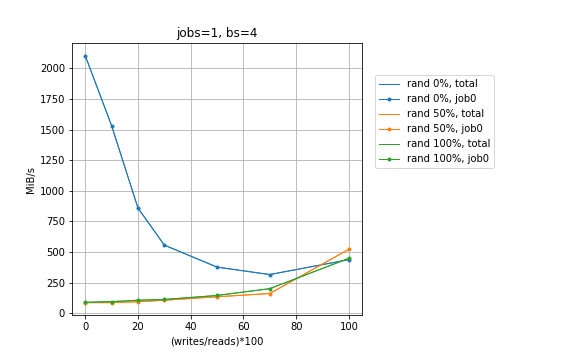 jobs=1, bs=4
MiB/s
2000
1750
1500
1250
1000
750
500
250
0
0
20
40
60
80
100
(writes/reads)*100
rand 0%, total
rand 0%, job0
rand 50%, total
rand 50%, job0
rand 100%, total
rand 100%, job0